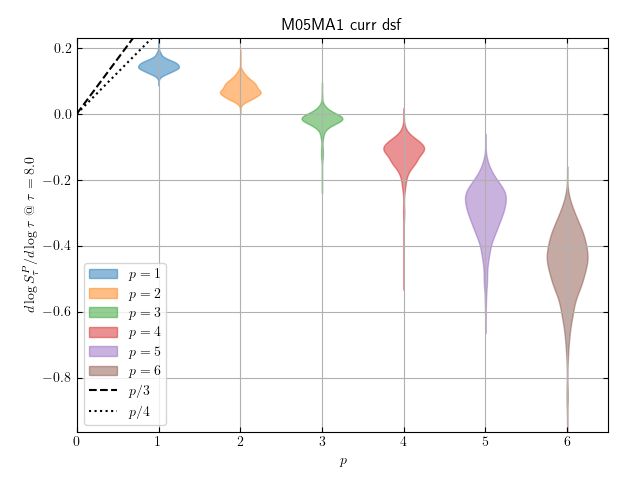 M05MA1 curr dsf
0.2
0.0
−0.2
−0.4
−0.6
−0.8
d log S_τ^P / d log τ @ τ = 8.0
p = 1
p = 2
p = 3
p = 4
p = 5
p = 6
p/3
p/4
0 1 2 3 4 5 6
p